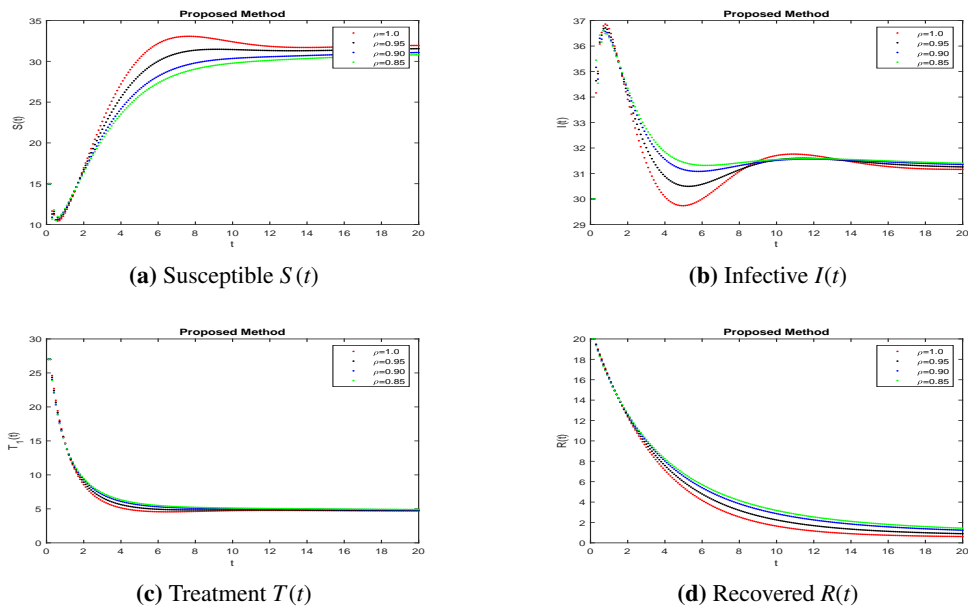 Proposed Method
35
30
25
20
15
10
0 2 4 6 8 10 12 14 16 18 20
S(t)
t
ρ=1.0
ρ=0.95
ρ=0.90
ρ=0.85
(a) Susceptible S(t)
Proposed Method
37
36
35
34
33
32
31
30
29
0 2 4 6 8 10 12 14 16 18 20
I(t)
t
ρ=1.0
ρ=0.95
ρ=0.90
ρ=0.85
(b) Infective I(t)
Proposed Method
30
25
20
15
10
5
0
0 2 4 6 8 10 12 14 16 18 20
T₁(t)
t
ρ=1.0
ρ=0.95
ρ=0.90
ρ=0.85
(c) Treatment T(t)
Proposed Method
20
18
16
14
12
10
8
6
4
2
0
0 2 4 6 8 10 12 14 16 18 20
R(t)
t
ρ=1.0
ρ=0.95
ρ=0.90
ρ=0.85
(d) Recovered R(t)